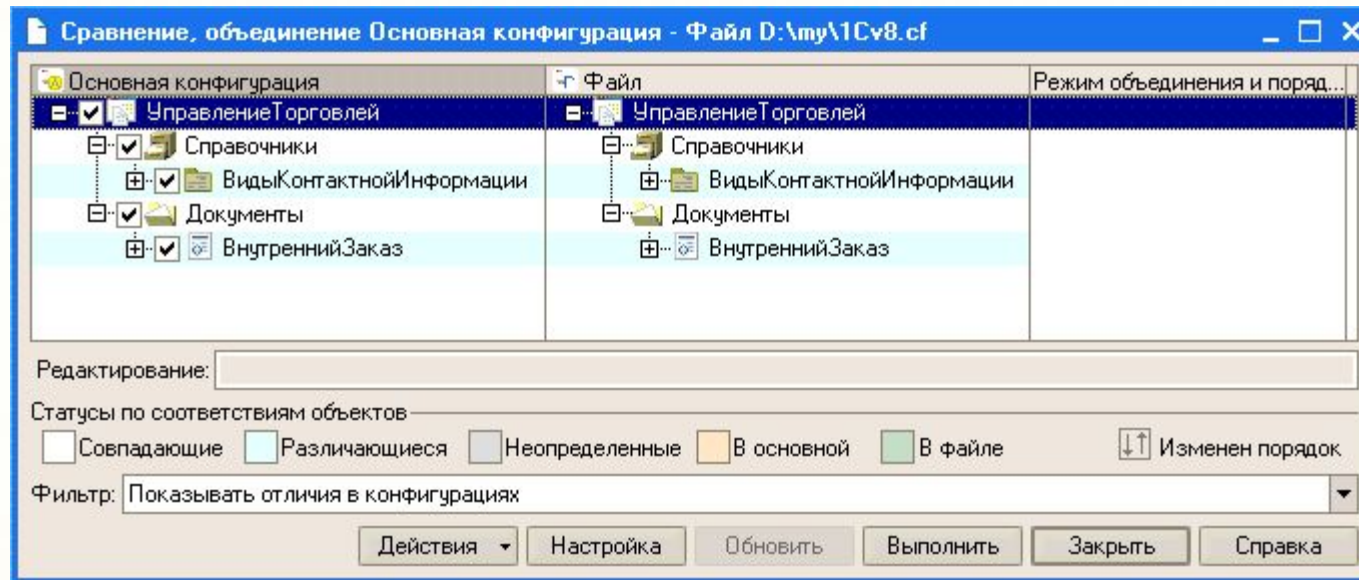 Сравнение, объединение Основная конфигурация - Файл D:\my\1Cv8.cf
Основная конфигурация Файл Режим объединения и поряд...
УправлениеТорговлей УправлениеТорговлей
Справочники Справочники
ВидыКонтактнойИнформации ВидыКонтактнойИнформации
Документы Документы
ВнутреннийЗаказ ВнутреннийЗаказ
Редактирование:
Статусы по соответствиям объектов
Совпадающие Различающиеся Неопределенные В основной В файле Изменен порядок
Фильтр: Показывать отличия в конфигурациях
Действия Настройка Обновить Выполнить Закрыть Справка